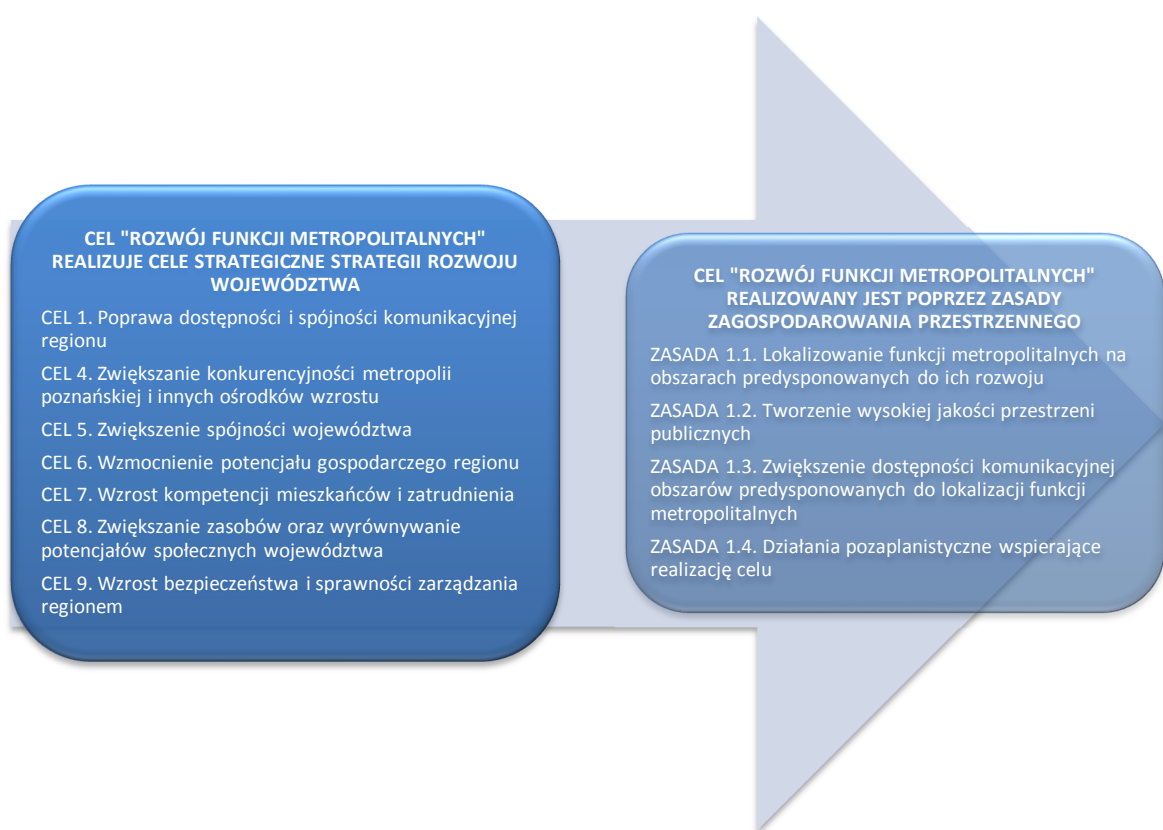 CEL "ROZWÓJ FUNKCJI METROPOLITALNYCH"
REALIZUJE CELE STRATEGICZNE STRATEGII ROZWOJU
WOJEWÓDZTWA
CEL 1. Poprawa dostępności i spójności komunikacyjnej
regionu
CEL 4. Zwiększanie konkurencyjności metropolii
poznańskiej i innych ośrodków wzrostu
CEL 5. Zwiększenie spójności województwa
CEL 6. Wzmocnienie potencjału gospodarczego regionu
CEL 7. Wzrost kompetencji mieszkańców i zatrudnienia
CEL 8. Zwiększanie zasobów oraz wyrównywanie
potencjałów społecznych województwa
CEL 9. Wzrost bezpieczeństwa i sprawności zarządzania
regionem
CEL "ROZWÓJ FUNKCJI METROPOLITALNYCH"
REALIZOWANY JEST POPRZEZ ZASADY
ZAGOSPODAROWANIA PRZESTRZENNEGO
ZASADA 1.1. Lokalizowanie funkcji metropolitalnych na
obszarach predysponowanych do ich rozwoju
ZASADA 1.2. Tworzenie wysokiej jakości przestrzeni
publicznych
ZASADA 1.3. Zwiększenie dostępności komunikacyjnej
obszarów predysponowanych do lokalizacji funkcji
metropolitalnych
ZASADA 1.4. Działania pozaplanistyczne wspierające
realizację celu